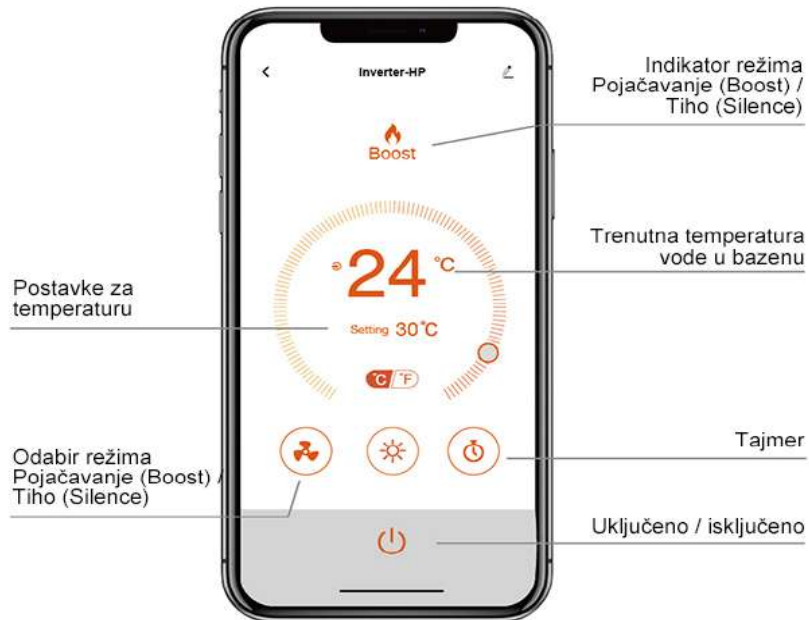 Inverter-HP
Indikator režima
Pojačavanje (Boost) /
Tiho (Silence)
Boost
Trenutna temperatura
vode u bazenu
24 °C
Postavke za
temperaturu
Setting 30°C
°C /°F
Odabir režima
Pojačavanje (Boost) /
Tiho (Silence)
Tajmer
Uključeno / isključeno